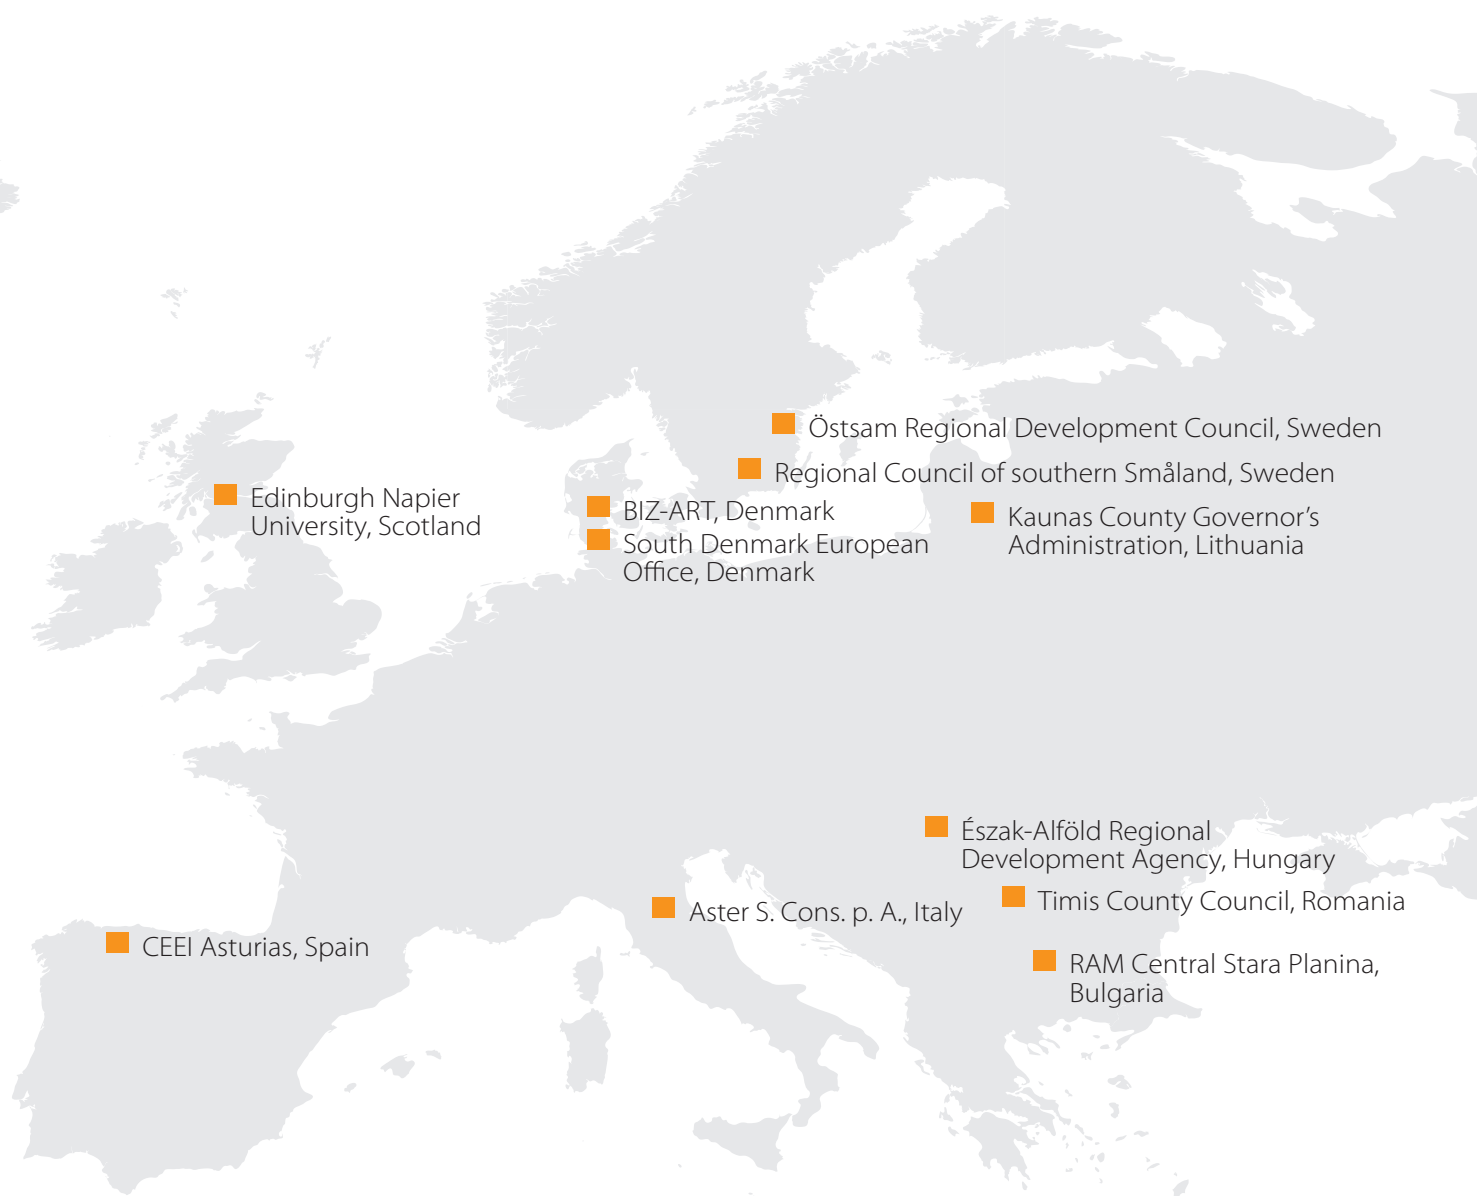 Östsam Regional Development Council, Sweden
Regional Council of southern Småland, Sweden
Edinburgh Napier
University, Scotland
BIZ-ART, Denmark
South Denmark European
Office, Denmark
Kaunas County Governor’s
Administration, Lithuania
Észak-Alföld Regional
Development Agency, Hungary
Timis County Council, Romania
Aster S. Cons. p. A., Italy
CEEI Asturias, Spain
RAM Central Stara Planina,
Bulgaria